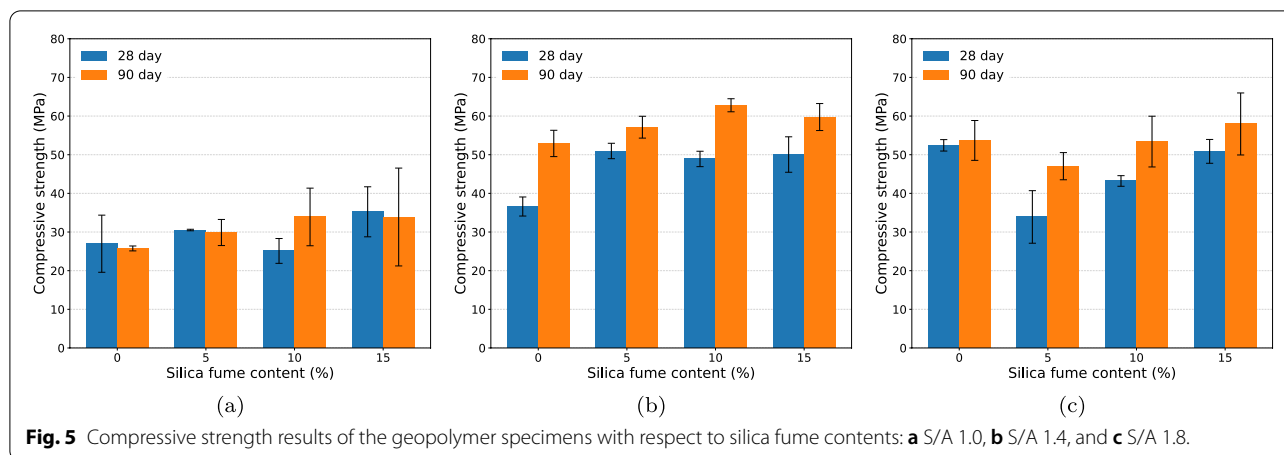 80
70
60
50
40
30
20
10
0
Compressive strength (MPa)
28 day
90 day
0 5 10 15
Silica fume content (%)
(a)
80
70
60
50
40
30
20
10
0
Compressive strength (MPa)
28 day
90 day
0 5 10 15
Silica fume content (%)
(b)
80
70
60
50
40
30
20
10
0
Compressive strength (MPa)
28 day
90 day
0 5 10 15
Silica fume content (%)
(c)
Fig. 5 Compressive strength results of the geopolymer specimens with respect to silica fume contents: a S/A 1.0, b S/A 1.4, and c S/A 1.8.